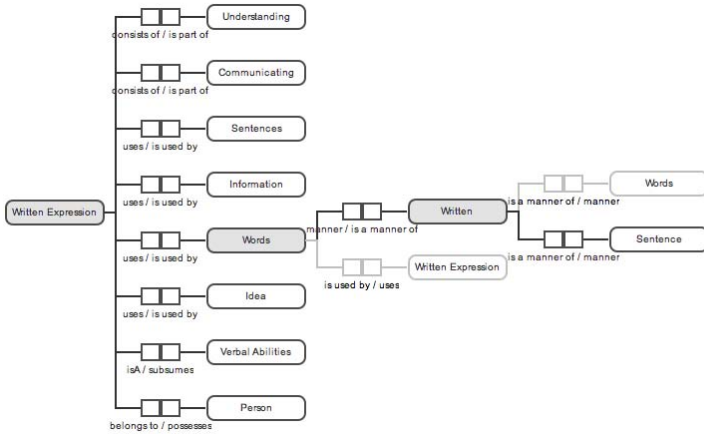 Understanding
consists of / is part of
Communicating
consists of / is part of
Sentences
uses / is used by
Information
uses / is used by
Written Expression
Words
uses / is used by
Idea
uses / is used by
Verbal Abilities
isA / subsumes
Person
belongs to / possesses
Written
manner / is a manner of
Written Expression
is used by / uses
Words
is a manner of / manner
Sentence
is a manner of / manner